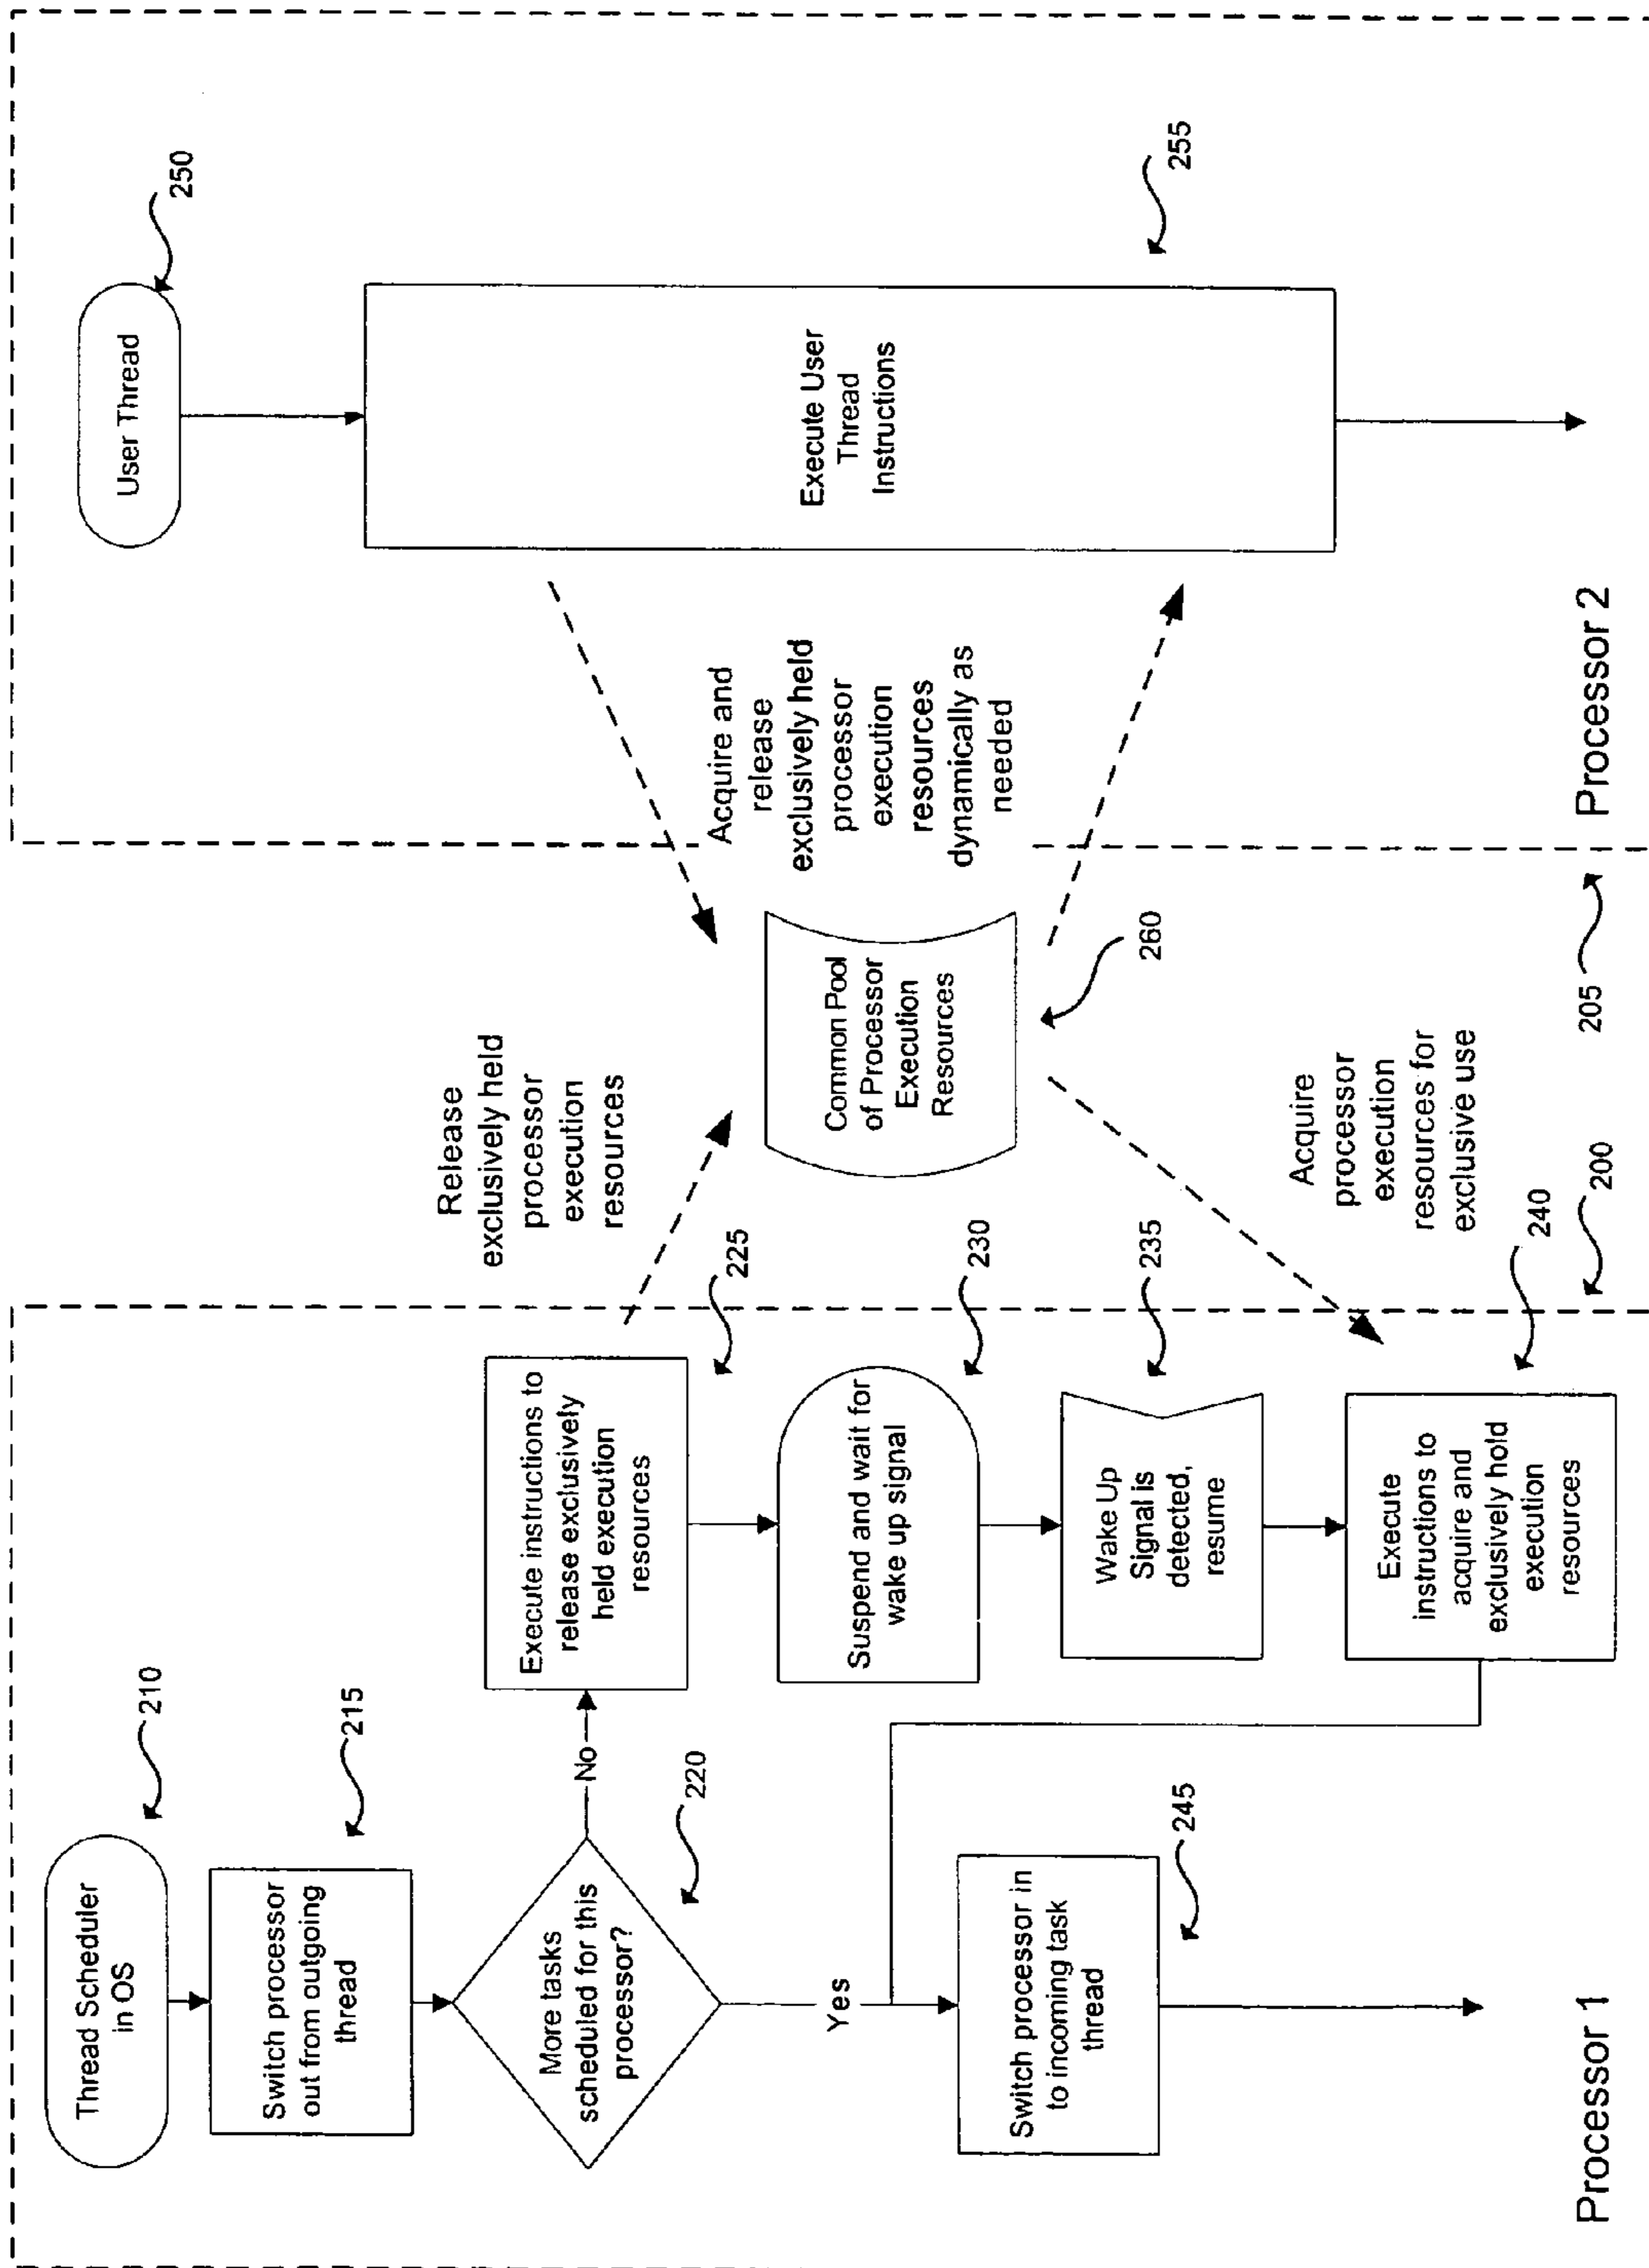 Thread Scheduler
in OS
210
Switch processor
out from outgoing
thread
215
More tasks
scheduled for this
processor?
220
No
Yes
Execute instructions to
release exclusively
held execution
resources
225
Suspend and wait for
wake up signal
230
Wake Up
Signal is
detected,
resume
235
Execute
instructions to
acquire and
exclusively hold
execution
resources
240
Switch processor in
to incoming task
thread
245
Processor 1
200
Release
exclusively held
processor
execution
resources
Common Pool
of Processor
Execution
Resources
260
Acquire
processor
execution
resources for
exclusive use
User Thread
250
Execute User
Thread
Instructions
255
Acquire and
release
exclusively held
processor
execution
resources
dynamically as
needed
205
Processor 2